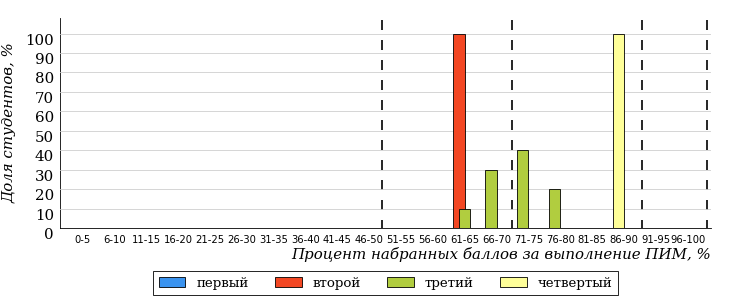 Доля студентов, %
100
90
80
70
60
50
40
30
20
10
0
0-5 6-10 11-15 16-20 21-25 26-30 31-35 36-40 41-45 46-50 51-55 56-60 61-65 66-70 71-75 76-80 81-85 86-90 91-95 96-100
Процент набранных баллов за выполнение ПИМ, %
первый второй третий четвертый